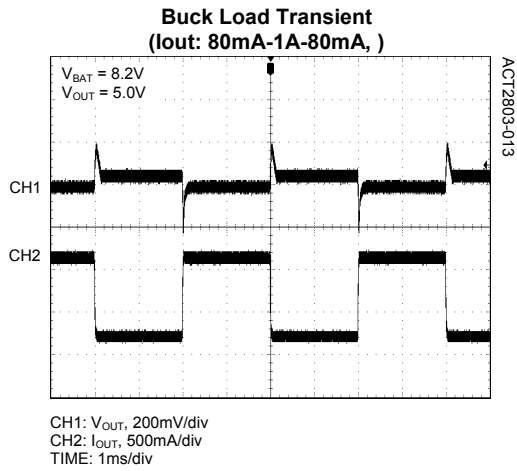 Buck Load Transient
(Iout: 80mA-1A-80mA, )
VBAT = 8.2V
VOUT = 5.0V
ACT2803-013
CH1
CH2
CH1: VOUT, 200mV/div
CH2: IOUT, 500mA/div
TIME: 1ms/div